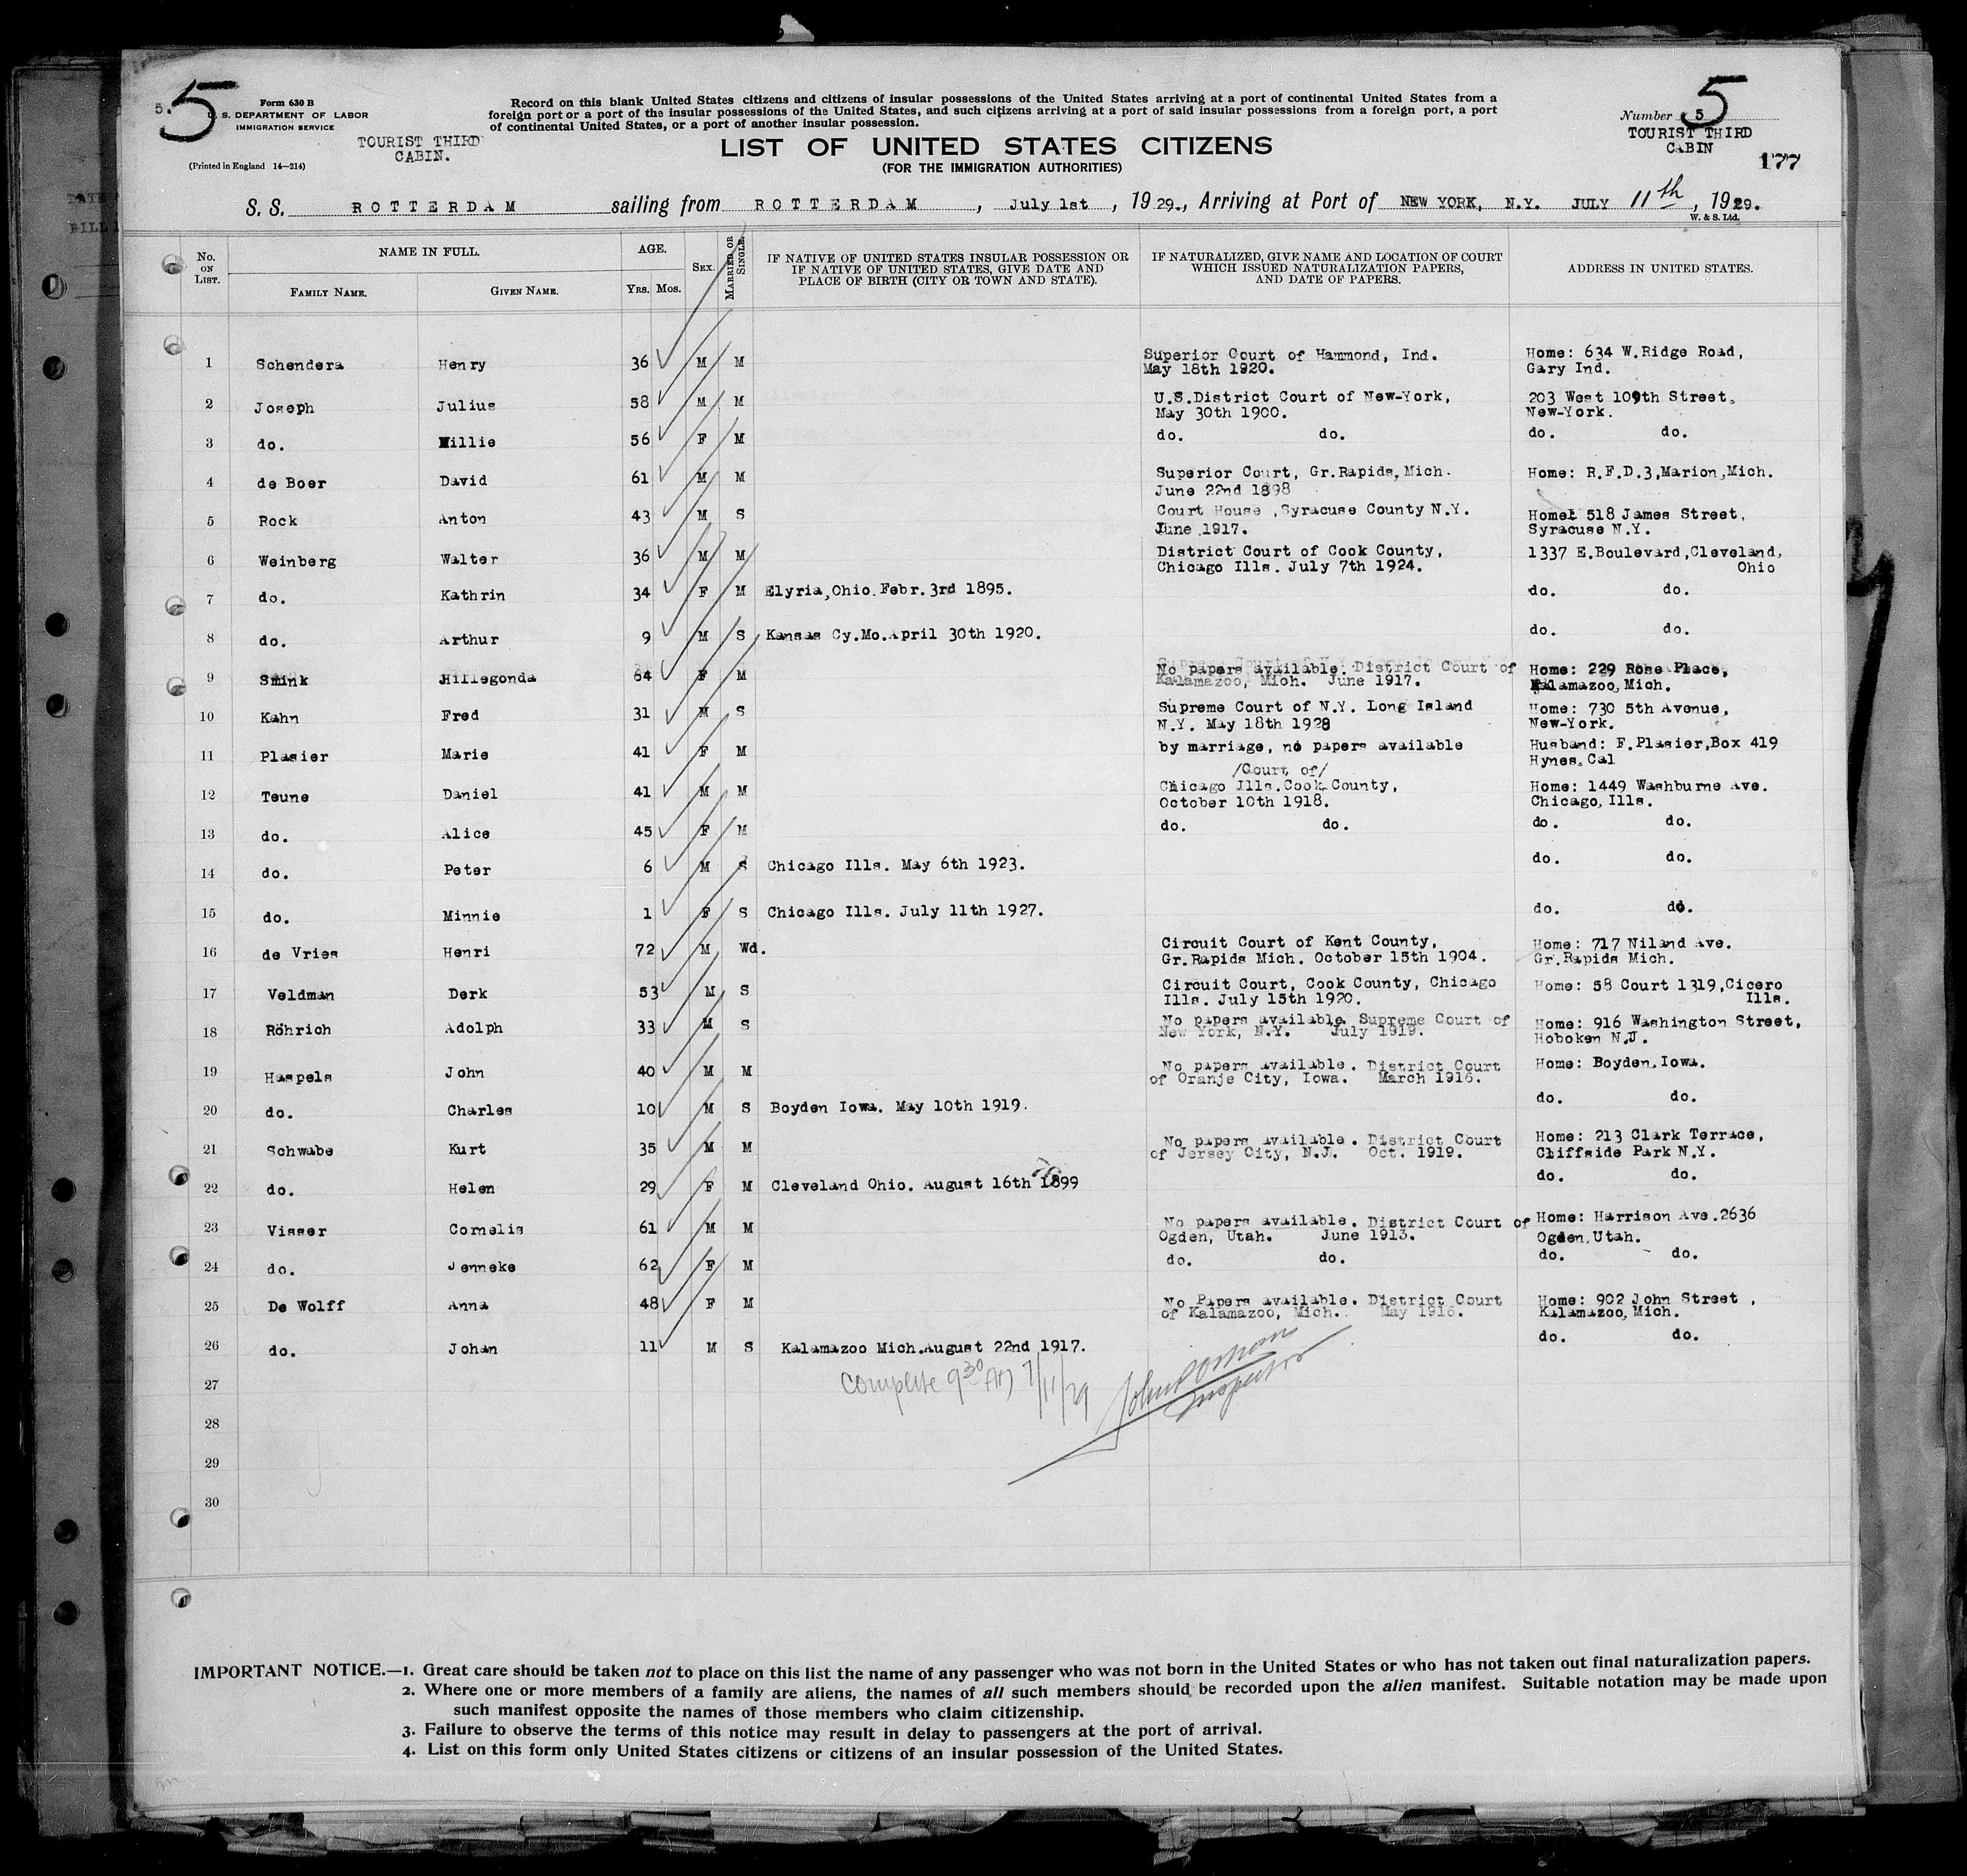 5.
5
Form 630 B
U. S. DEPARTMENT OF LABOR
IMMIGRATION SERVICE
TOURIST THIRD
CABIN.
(Printed in England 14—214)
Record on this blank United States citizens and citizens of insular possessions of the United States arriving at a port of continental United States from a
foreign port or a port of the insular possessions of the United States, and such citizens arriving at a port of said insular possessions from a foreign port, a port
of continental United States, or a port of another insular possession.
LIST OF UNITED STATES CITIZENS
(FOR THE IMMIGRATION AUTHORITIES)
Number 5
5
TOURIST THIRD
CABIN
177
S. S. ROTTERDAM sailing from ROTTERDAM, July 1st, 1929., Arriving at Port of NEW YORK, N.Y. JULY 11th, 1929.
W. & S. Ltd.
No. ON LIST.
NAME IN FULL.
FAMILY NAME.
GIVEN NAME.
AGE.
YRS. MOS.
SEX.
MARRIED OR SINGLE.
IF NATIVE OF UNITED STATES INSULAR POSSESSION OR
IF NATIVE OF UNITED STATES, GIVE DATE AND
PLACE OF BIRTH (CITY OR TOWN AND STATE).
IF NATURALIZED, GIVE NAME AND LOCATION OF COURT
WHICH ISSUED NATURALIZATION PAPERS,
AND DATE OF PAPERS.
ADDRESS IN UNITED STATES.
1 Schendera Henry 36 M M Superior Court of Hammond, Ind. Home: 634 W.Ridge Road,
May 18th 1920. Gary Ind.
2 Joseph Julius 58 M M U.S.District Court of New-York, 203 West 109th Street,
May 30th 1900. New-York.
3 do. Millie 56 F M do. do. do. do.
4 de Boer David 61 M M Superior Court, Gr.Rapids, Mich. Home: R.F.D.3,Marion,Mich.
June 22nd 1898
5 Rock Anton 43 M S Court House ,Syracuse County N.Y. Home: 518 James Street,
June 1917. Syracuse N.Y.
6 Weinberg Walter 36 M M District Court of Cook County, 1337 E.Boulevard,Cleveland,
Chicago Ills. July 7th 1924. Ohio
7 do. Kathrin 34 F M Elyria,Ohio.Febr.3rd 1895. do. do.
8 do. Arthur 9 M S Kansas Cy.Mo.April 30th 1920. do. do.
9 Smink Hillegonda 64 F M No papers available. District Court of Home: 229 Rose Place,
Kalamazoo, Mich. June 1917. Kalamazoo,Mich.
10 Kahn Fred 31 M S Supreme Court of N.Y. Long Island Home: 730 5th Avenue,
N.Y. May 18th 1928 New-York.
11 Plasier Marie 41 F M by marriage, no papers available Husband: F.Plasier,Box 419
Hynes.Cal
/Court of/
12 Teune Daniel 41 M M Chicago Ills.Cook County, Home: 1449 Washburne Ave.
October 10th 1918. Chicago,Ills.
13 do. Alice 45 F M do. do. do. do.
14 do. Peter 6 M S Chicago Ills. May 6th 1923. do. do.
15 do. Minnie 1 F S Chicago Ills. July 11th 1927. do. do.
16 de Vries Henri 72 M Wd. Circuit Court of Kent County, Home: 717 Niland Ave.
Gr.Rapids Mich. October 15th 1904. Gr.Rapids Mich.
17 Veldman Derk 53 M S Circuit Court, Cook County, Chicago Home: 58 Court 1319,Cicero
Ills. July 15th 1920. Ills.
18 Röhrich Adolph 33 M S No papers available. Supreme Court of Home: 916 Washington Street,
New York, N.Y. July 1919. Hoboken N.J.
19 Haspels John 40 M M No papers available. District Court Home: Boyden.Iowa.
of Oranje City, Iowa. March 1916.
20 do. Charles 10 M S Boyden Iowa. May 10th 1919. do. do.
21 Schwabe Kurt 35 M M No papers available. District Court Home: 213 Clark Terrace,
of Jersey City, N.J. Oct. 1919. Cliffside Park N.Y.
22 do. Helen 29 F M Cleveland Ohio. August 16th 1899 do. do.
23 Visser Cornelis 61 M M No papers available. District Court of Home: Harrison Ave.2636
Ogden, Utah. June 1913. Ogden,Utah.
24 do. Jenneke 62 F M do. do. do. do.
25 De Wolff Anna 48 F M No Papers available. District Court Home: 902 John Street ,
of Kalamazoo, Mich. May 1916. Kalamazoo,Mich.
26 do. Johan 11 M S Kalamazoo Mich.August 22nd 1917. do. do.
27
Complete 9 30 AM 7/11/29
Inspector
28
29
30
IMPORTANT NOTICE.—1. Great care should be taken not to place on this list the name of any passenger who was not born in the United States or who has not taken out final naturalization papers.
2. Where one or more members of a family are aliens, the names of all such members should be recorded upon the alien manifest. Suitable notation may be made upon
such manifest opposite the names of those members who claim citizenship.
3. Failure to observe the terms of this notice may result in delay to passengers at the port of arrival.
4. List on this form only United States citizens or citizens of an insular possession of the United States.